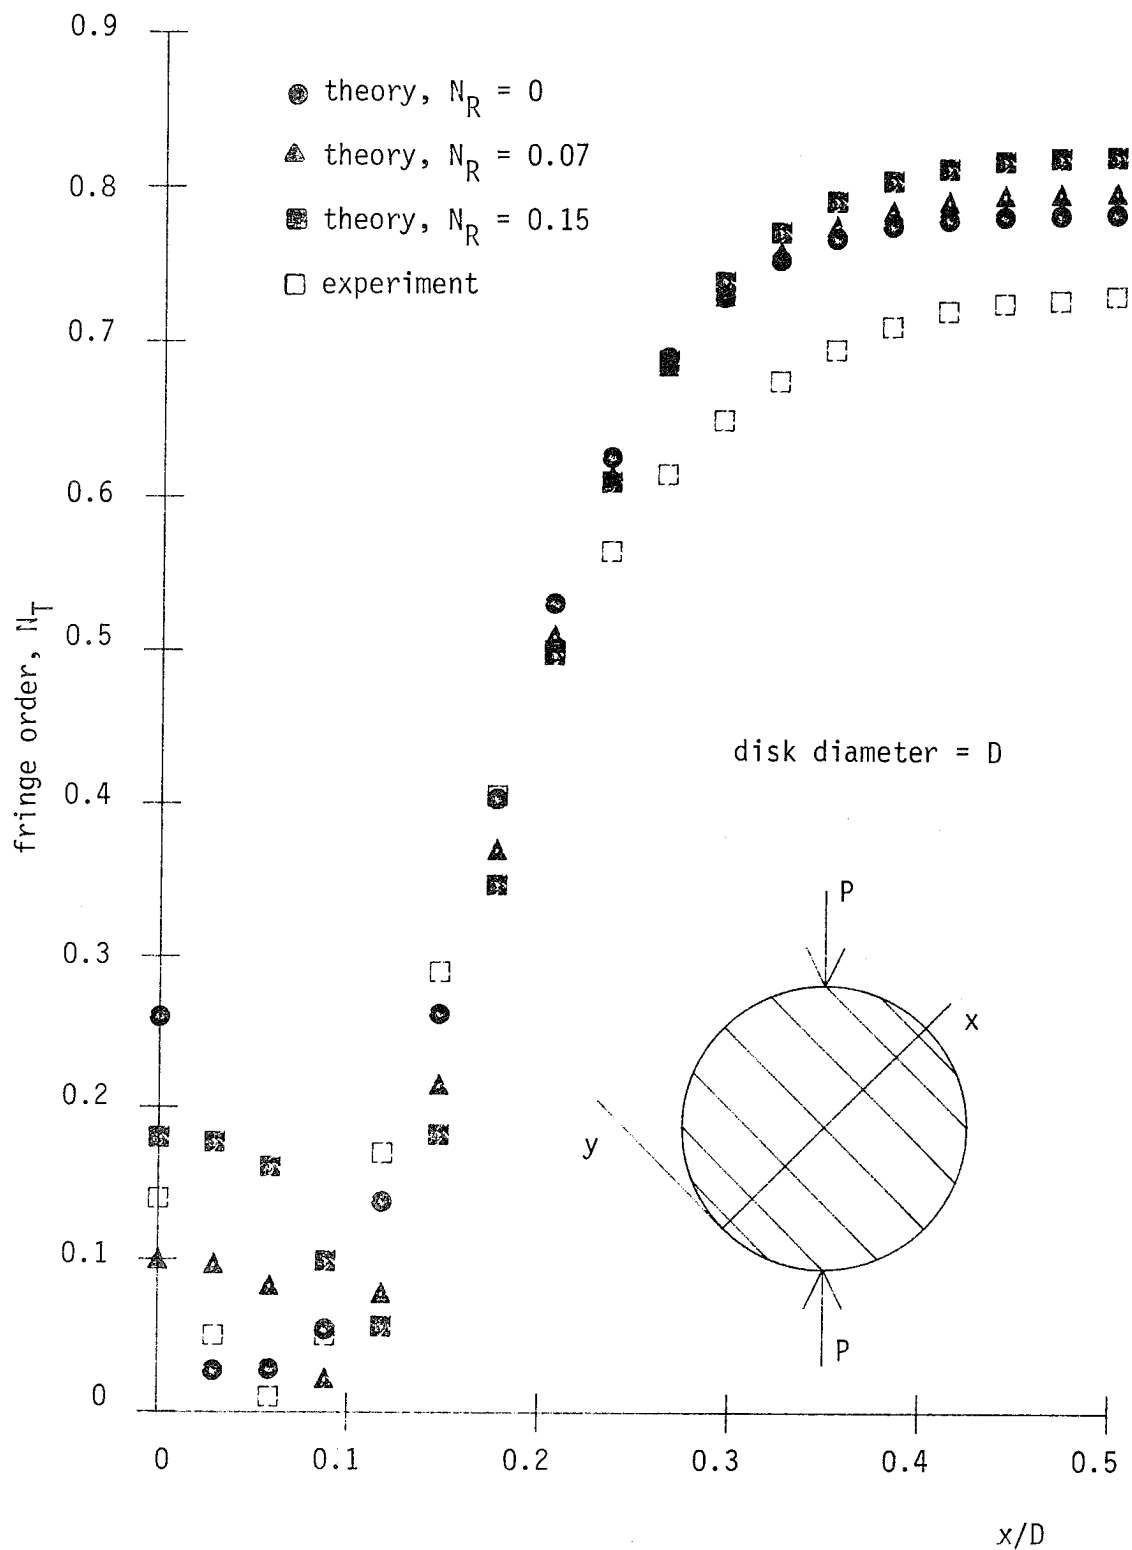 0.9
0.8
0.7
0.6
0.5
0.4
0.3
0.2
0.1
0
fringe order, N_T
theory, N_R = 0
theory, N_R = 0.07
theory, N_R = 0.15
experiment
disk diameter = D
P
x
y
P
0 0.1 0.2 0.3 0.4 0.5
x/D